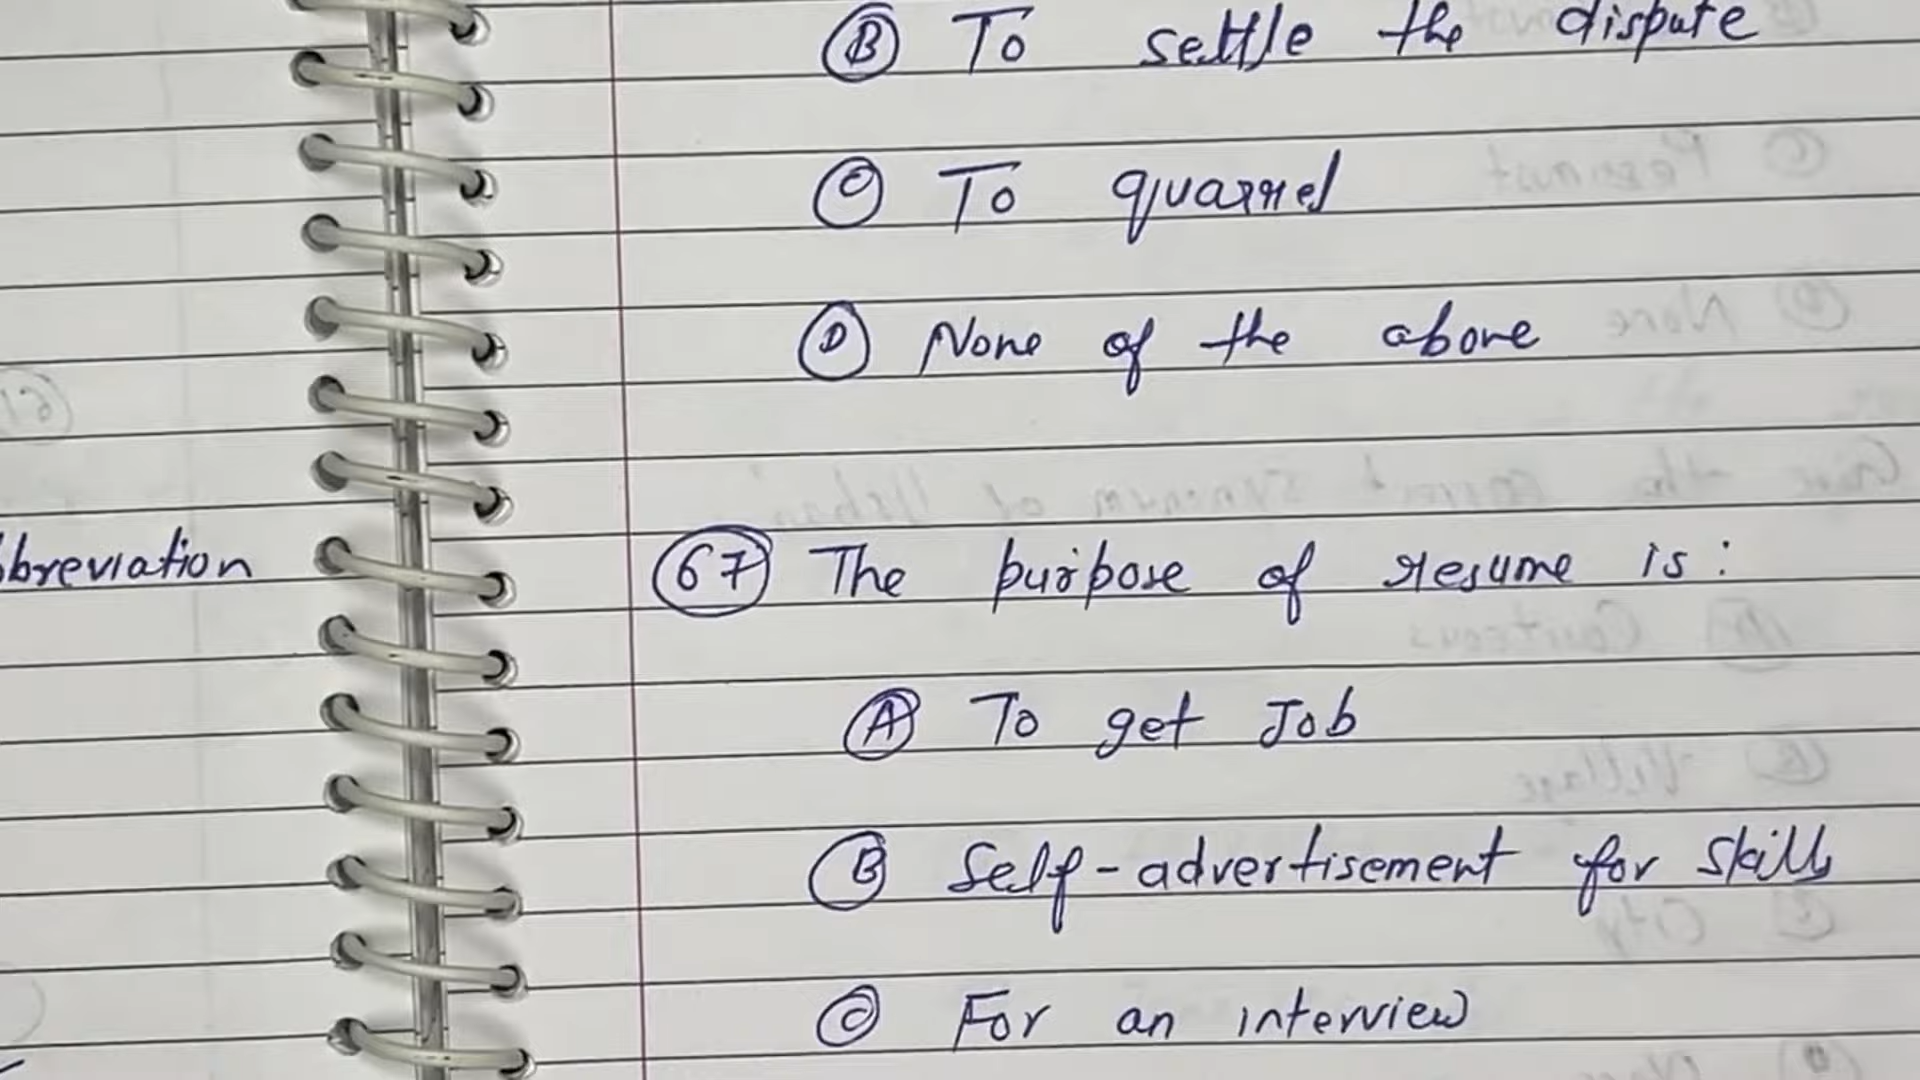 breviation
(B) To settle the dispute
(C) To quarrel
(D) None of the above
(67) The purpose of resume is:
(A) To get Job
(B) Self-advertisement for skills
(C) For an interview